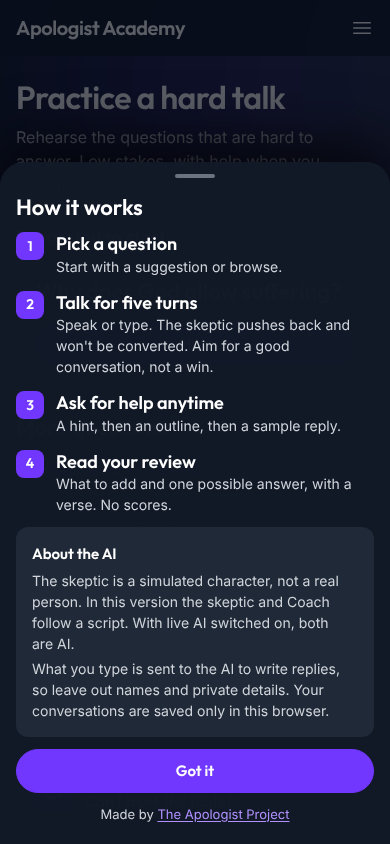 Apologist Academy
Practice a hard talk
Rehearse the questions that are hard to
answer. Low stakes, with help when you
How it works
1
Pick a question
Start with a suggestion or browse.
2
Talk for five turns
Speak or type. The skeptic pushes back and
won't be converted. Aim for a good
conversation, not a win.
3
Ask for help anytime
A hint, then an outline, then a sample reply.
4
Read your review
What to add and one possible answer, with a
verse. No scores.
About the AI
The skeptic is a simulated character, not a real
person. In this version the skeptic and Coach
follow a script. With live AI switched on, both
are AI.
What you type is sent to the AI to write replies,
so leave out names and private details. Your
conversations are saved only in this browser.
Got it
Made by The Apologist Project